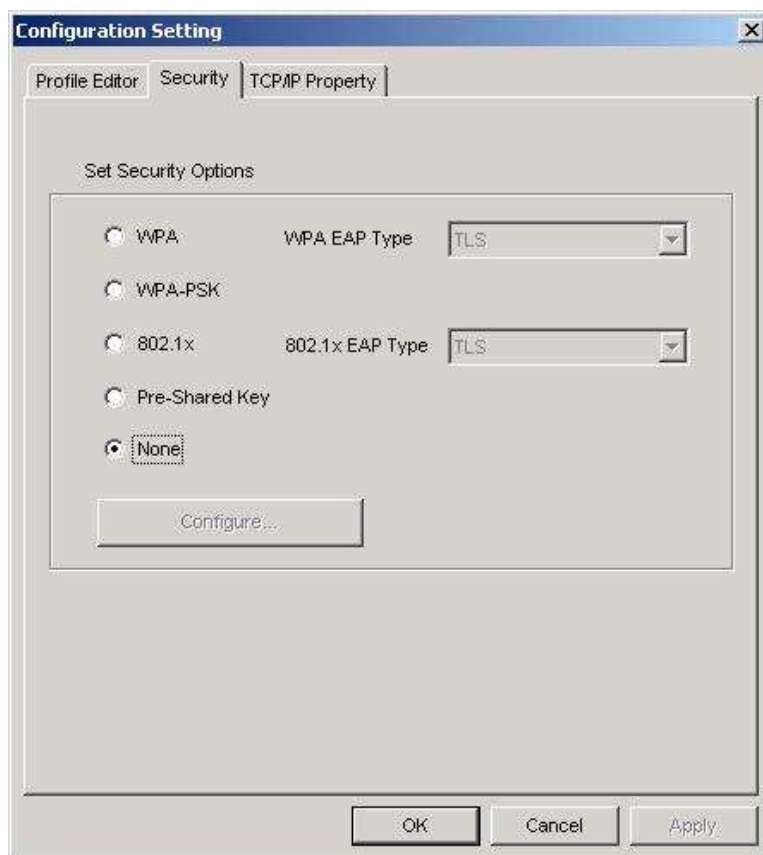 Configuration Setting
Profile Editor Security TCP/IP Property
Set Security Options
WPA WPA EAP Type TLS
WPA-PSK
802.1x 802.1x EAP Type TLS
Pre-Shared Key
None
Configure...
OK Cancel Apply